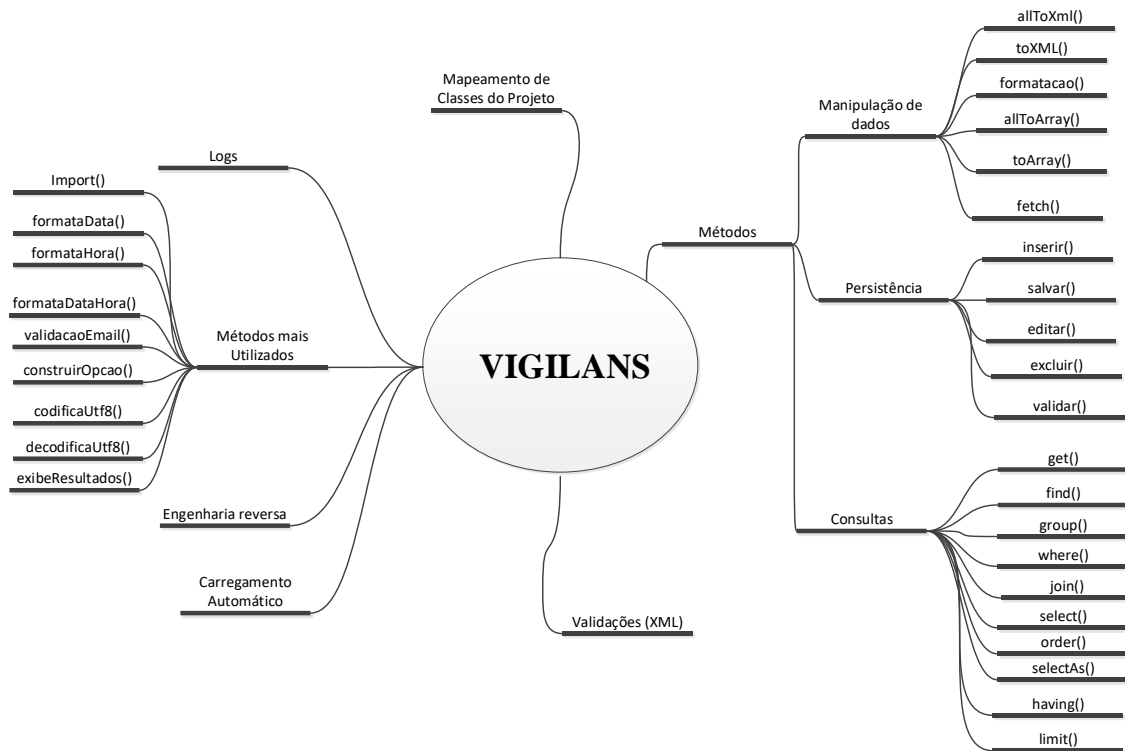 VIGILANS
Mapeamento de
Classes do Projeto
Logs
Métodos mais
Utilizados
Import()
formataData()
formataHora()
formataDataHora()
validacaoEmail()
construirOpcao()
codificaUtf8()
decodificaUtf8()
exibeResultados()
Engenharia reversa
Carregamento
Automático
Validações (XML)
Métodos
Manipulação de
dados
allToXml()
toXML()
formatacao()
allToArray()
toArray()
fetch()
Persistência
inserir()
salvar()
editar()
excluir()
validar()
Consultas
get()
find()
group()
where()
join()
select()
order()
selectAs()
having()
limit()